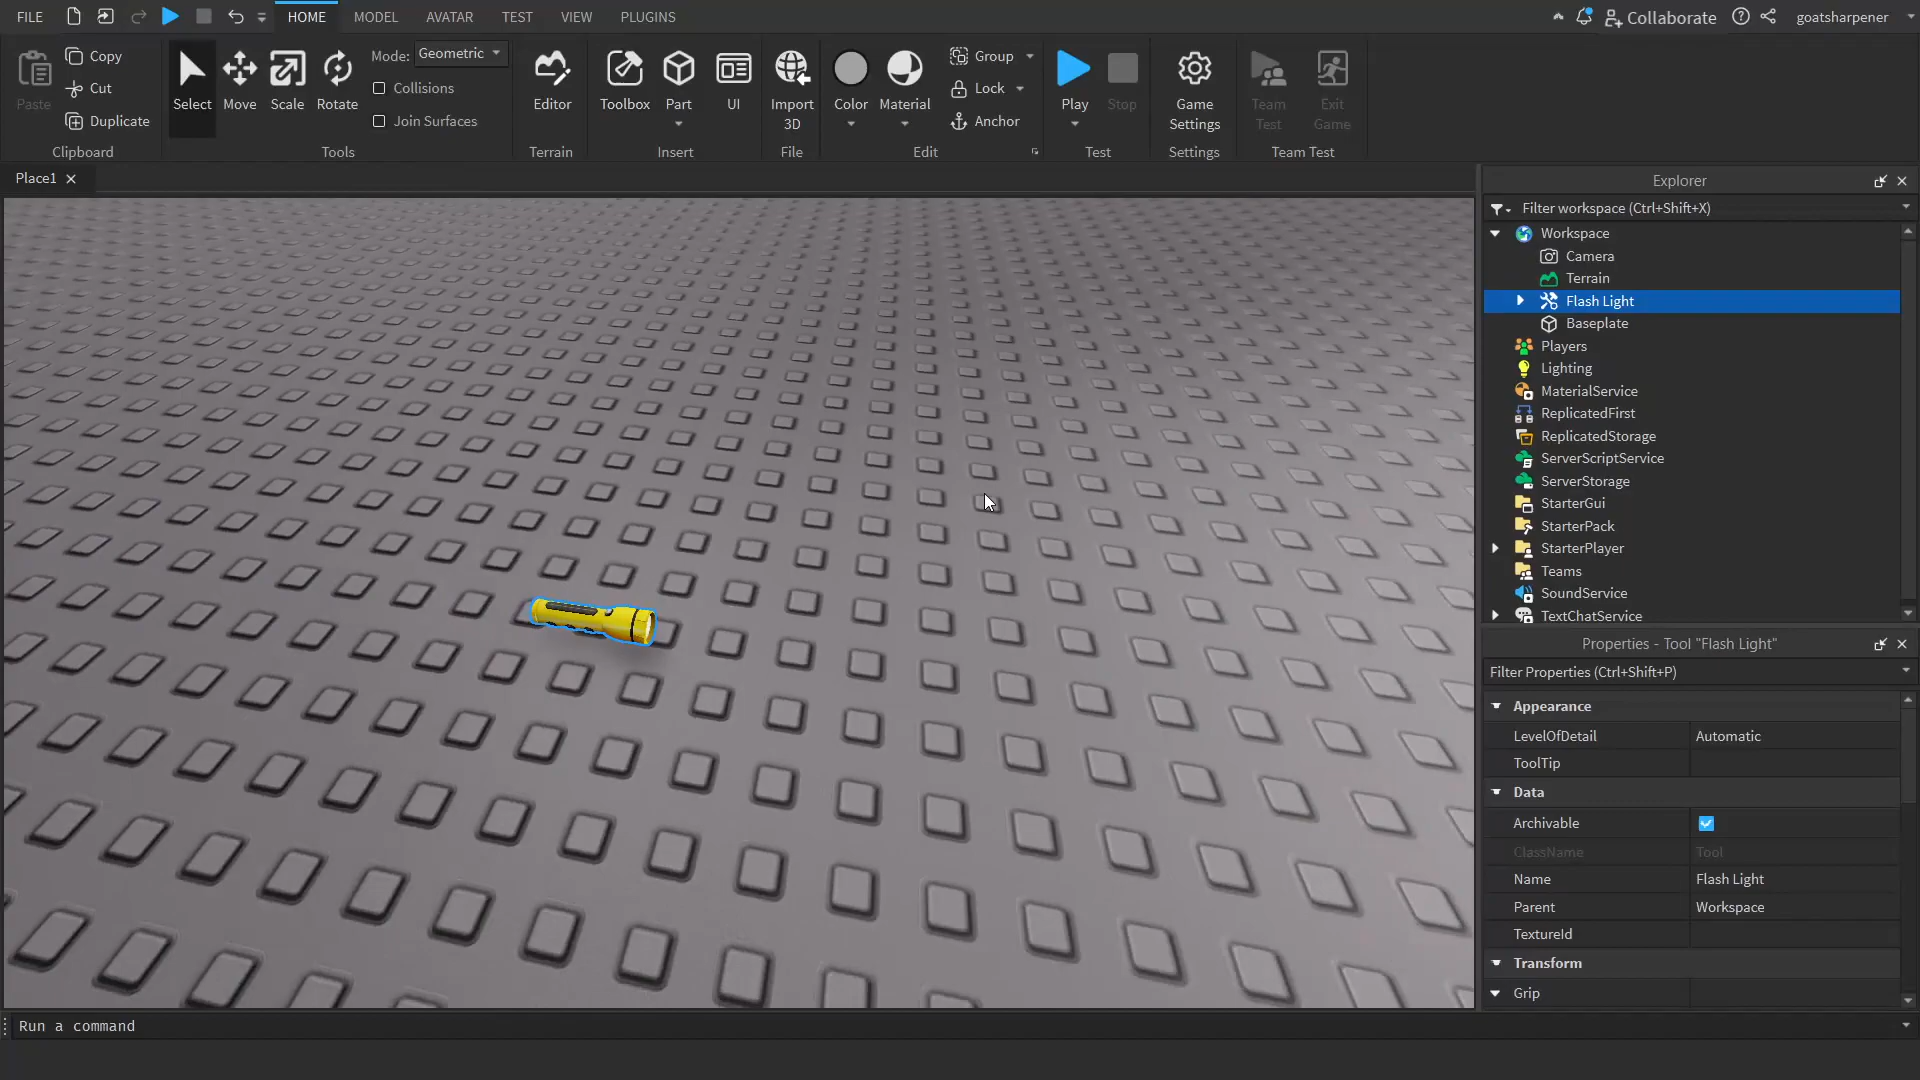 FILE HOME MODEL AVATAR TEST VIEW PLUGINS Collaborate goatsharpener
Paste Copy Cut Duplicate
Clipboard
Select Move Scale Rotate
Mode: Geometric
Collisions
Join Surfaces
Tools
Editor
Terrain
Toolbox Part UI
Insert
Import 3D
File
Color Material
Group
Lock
Anchor
Edit
Play Stop
Test
Game Settings
Settings
Team Test
Exit Game
Team Test
Place1
Explorer
Filter workspace (Ctrl+Shift+X)
Workspace
Camera
Terrain
Flash Light
Baseplate
Players
Lighting
MaterialService
ReplicatedFirst
ReplicatedStorage
ServerScriptService
ServerStorage
StarterGui
StarterPack
StarterPlayer
Teams
SoundService
TextChatService
Properties - Tool "Flash Light"
Filter Properties (Ctrl+Shift+P)
Appearance
LevelOfDetail Automatic
ToolTip
Data
Archivable
ClassName Tool
Name Flash Light
Parent Workspace
TextureId
Transform
Grip
Run a command